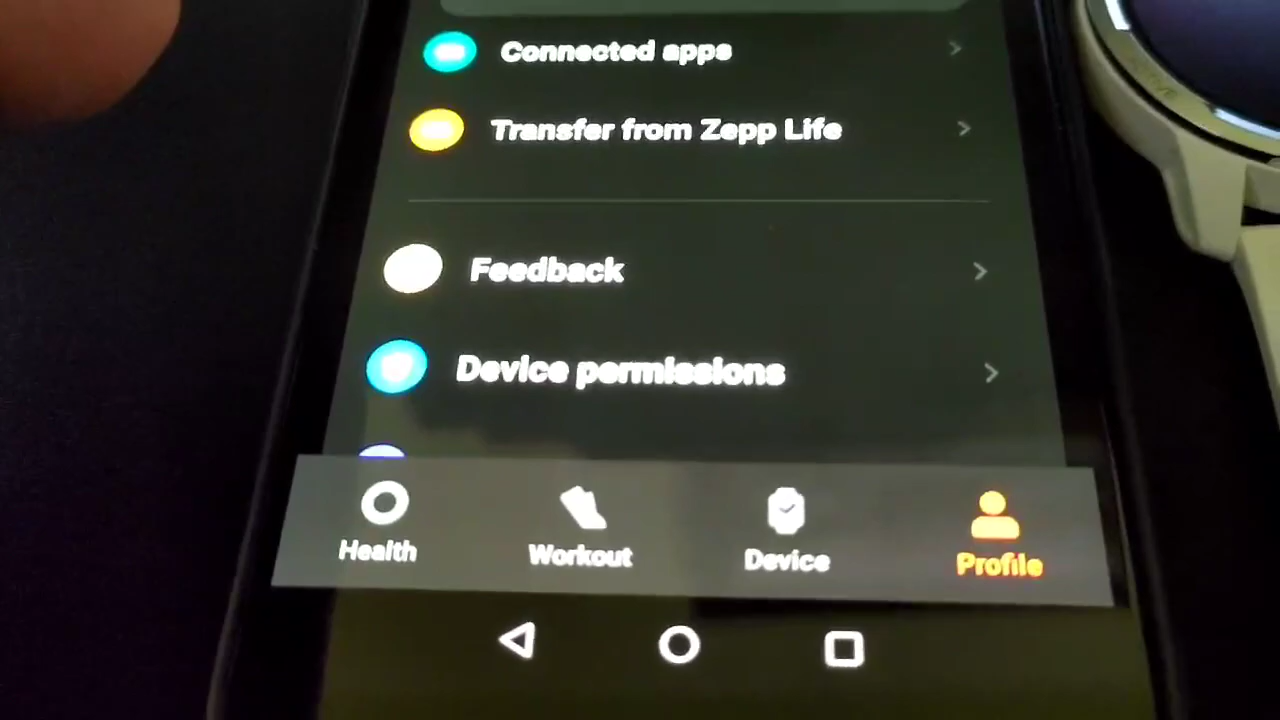 Connected apps
Transfer from Zepp Life
Feedback
Device permissions
Health
Workout
Device
Profile